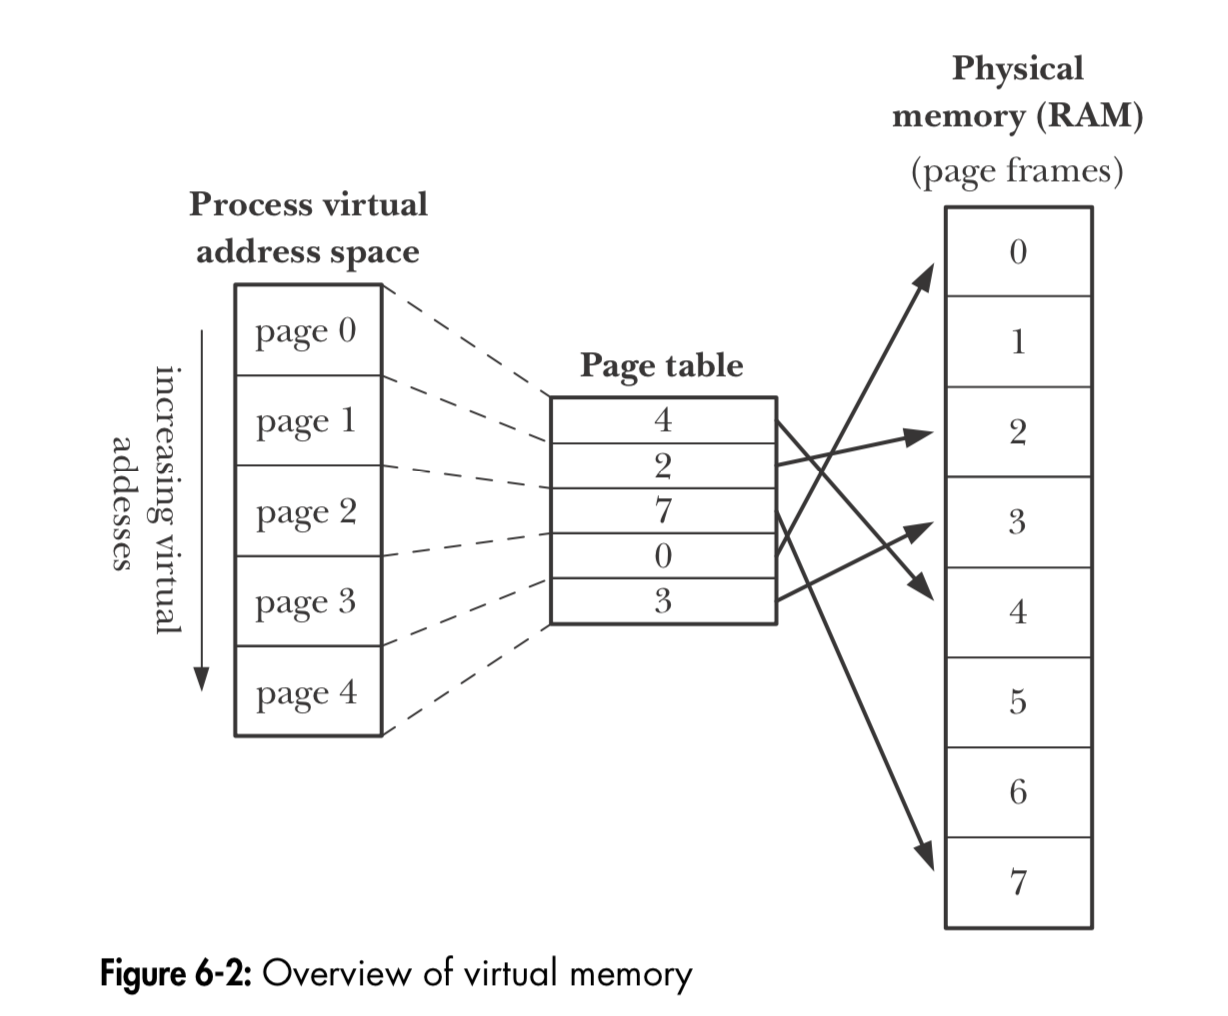 Physical
memory (RAM)
(page frames)
Process virtual
address space
increasing virtual
addesses
page 0
page 1
page 2
page 3
page 4
Page table
4
2
7
0
3
0
1
2
3
4
5
6
7
Figure 6-2: Overview of virtual memory